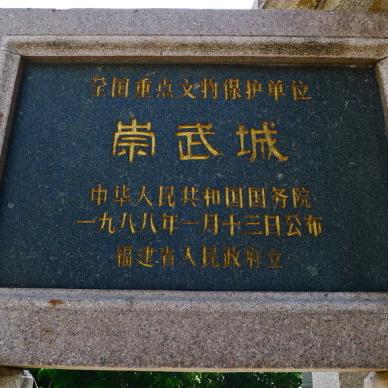 全国重点文物保护单位
崇武城
中华人民共和国国务院
一九八八年一月十三日公布
福建省人民政府立